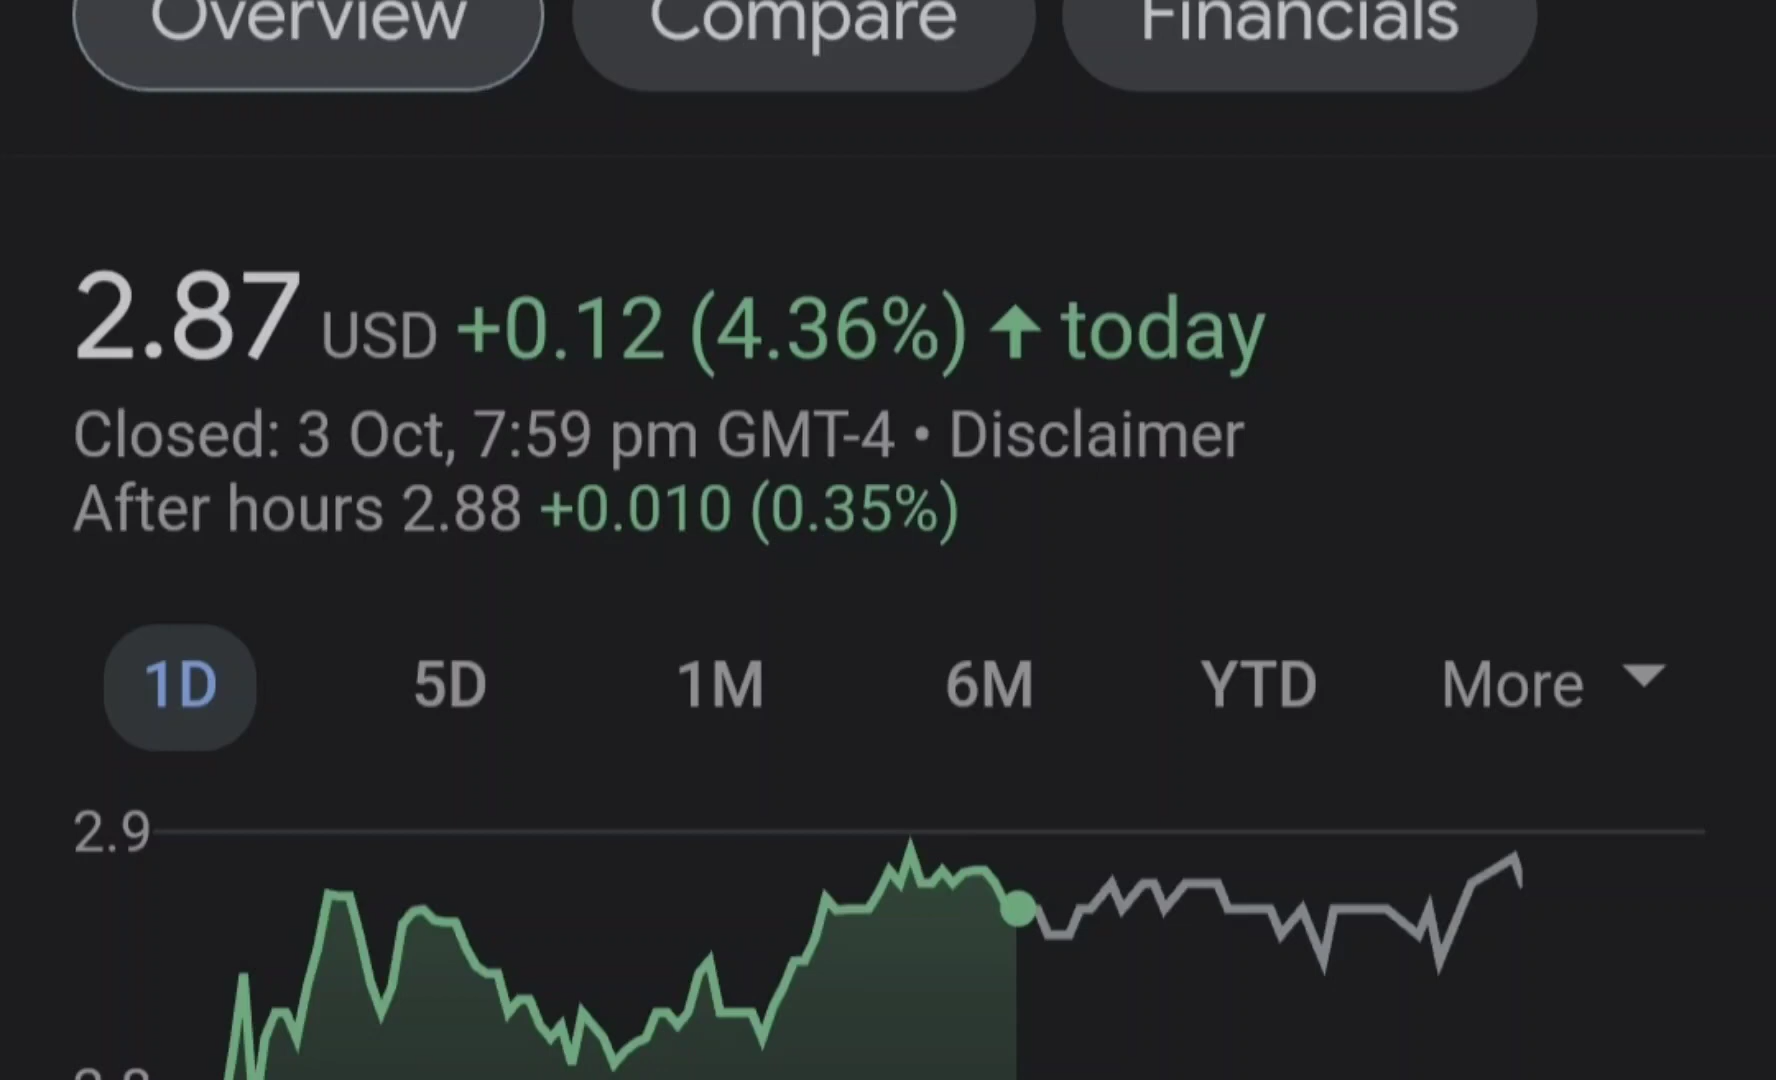 Overview Compare Financials
2.87 USD +0.12 (4.36%) ↑ today
Closed: 3 Oct, 7:59 pm GMT-4 • Disclaimer
After hours 2.88 +0.010 (0.35%)
1D 5D 1M 6M YTD More
2.9